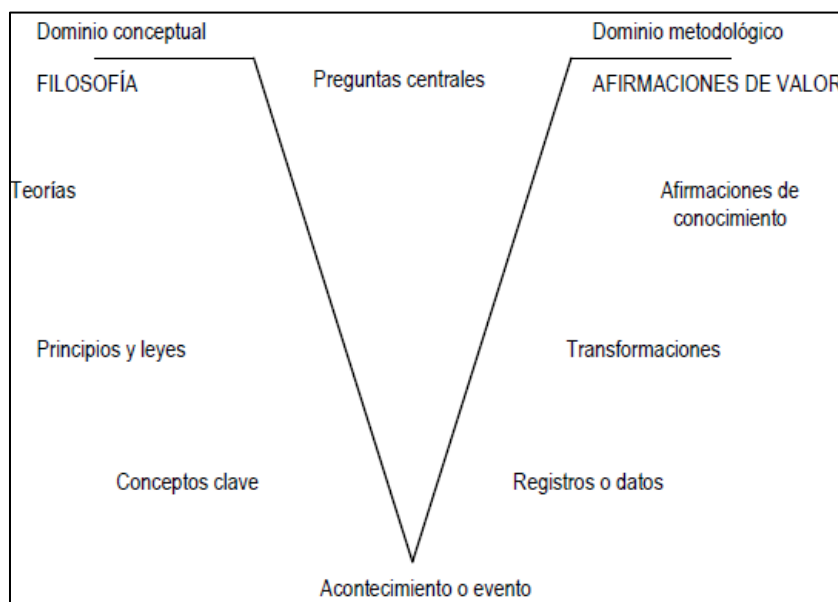 Dominio conceptual
Dominio metodológico
FILOSOFÍA
Preguntas centrales
AFIRMACIONES DE VALOR
Teorías
Afirmaciones de
conocimiento
Principios y leyes
Transformaciones
Conceptos clave
Registros o datos
Acontecimiento o evento